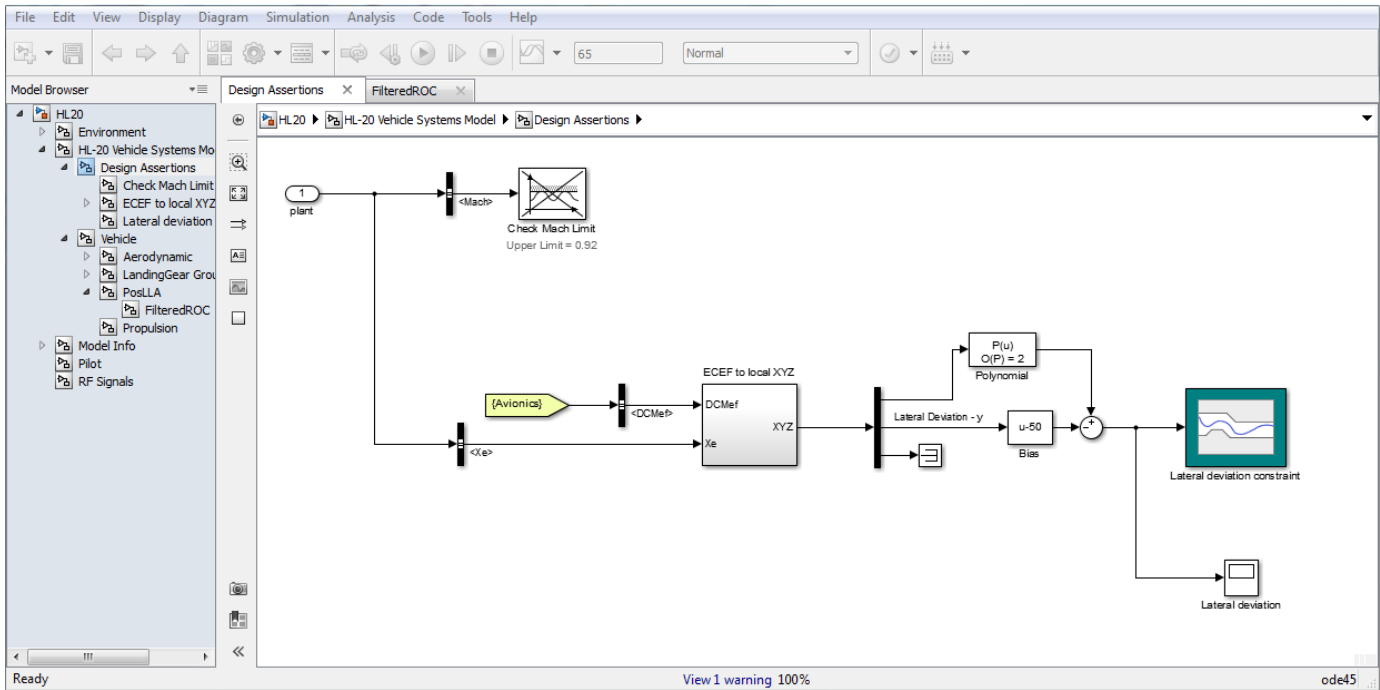 File Edit View Display Diagram Simulation Analysis Code Tools Help
65 Normal
Model Browser
Design Assertions
FilteredROC
HL20
Environment
HL-20 Vehicle Systems Mo
Design Assertions
Check Mach Limit
ECEF to local XYZ
Lateral deviation
Vehicle
Aerodynamic
LandingGear Grou
PosLLA
FilteredROC
Propulsion
Model Info
Pilot
RF Signals
HL20 HL-20 Vehicle Systems Model Design Assertions
1
plant
<Mach>
Check Mach Limit
Upper Limit = 0.92
{Avionics}
<DCMef>
<Xe>
ECEF to local XYZ
DCMef
Xe
XYZ
P(u)
O(P) = 2
Polynomial
Lateral Deviation - y
u-50
Bias
- +
Lateral deviation constraint
Lateral deviation
Ready
View 1 warning 100%
ode45